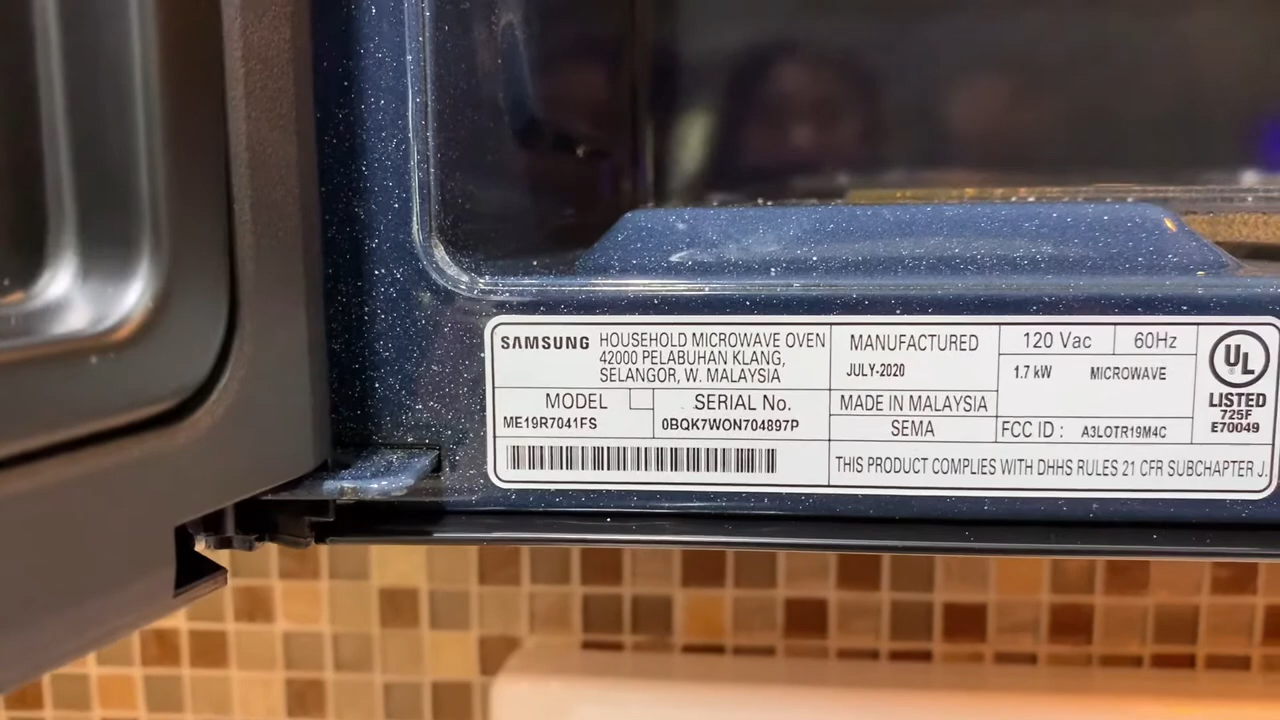 SAMSUNG HOUSEHOLD MICROWAVE OVEN
42000 PELABUHAN KLANG,
SELANGOR, W. MALAYSIA
MODEL
ME19R7041FS
SERIAL No.
0BQK7WON704897P
MANUFACTURED
JULY-2020
MADE IN MALAYSIA
SEMA
120 Vac
60Hz
1.7 kW MICROWAVE
FCC ID : A3LOTR19M4C
THIS PRODUCT COMPLIES WITH DHHS RULES 21 CFR SUBCHAPTER J.
UL
LISTED
725F
E70049